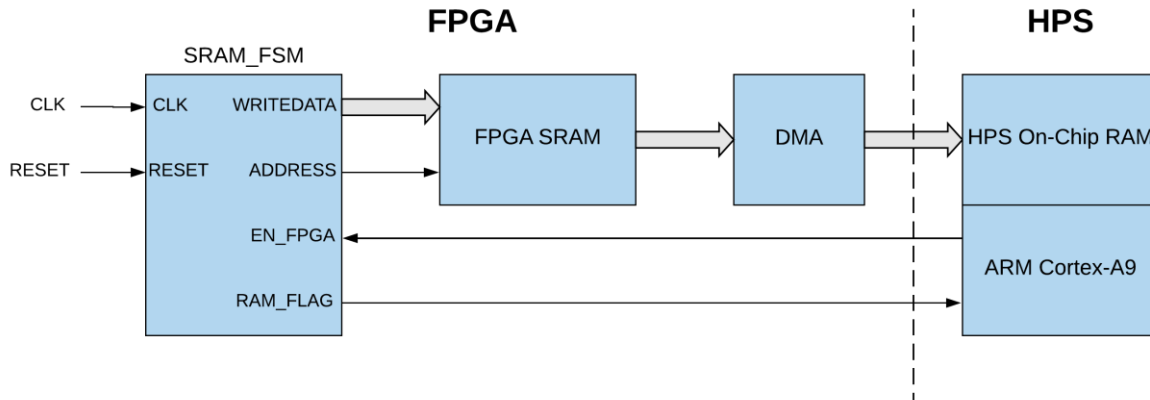 FPGA
HPS
SRAM_FSM
CLK
CLK
WRITEDATA
FPGA SRAM
DMA
HPS On-Chip RAM
RESET
RESET
ADDRESS
EN_FPGA
ARM Cortex-A9
RAM_FLAG